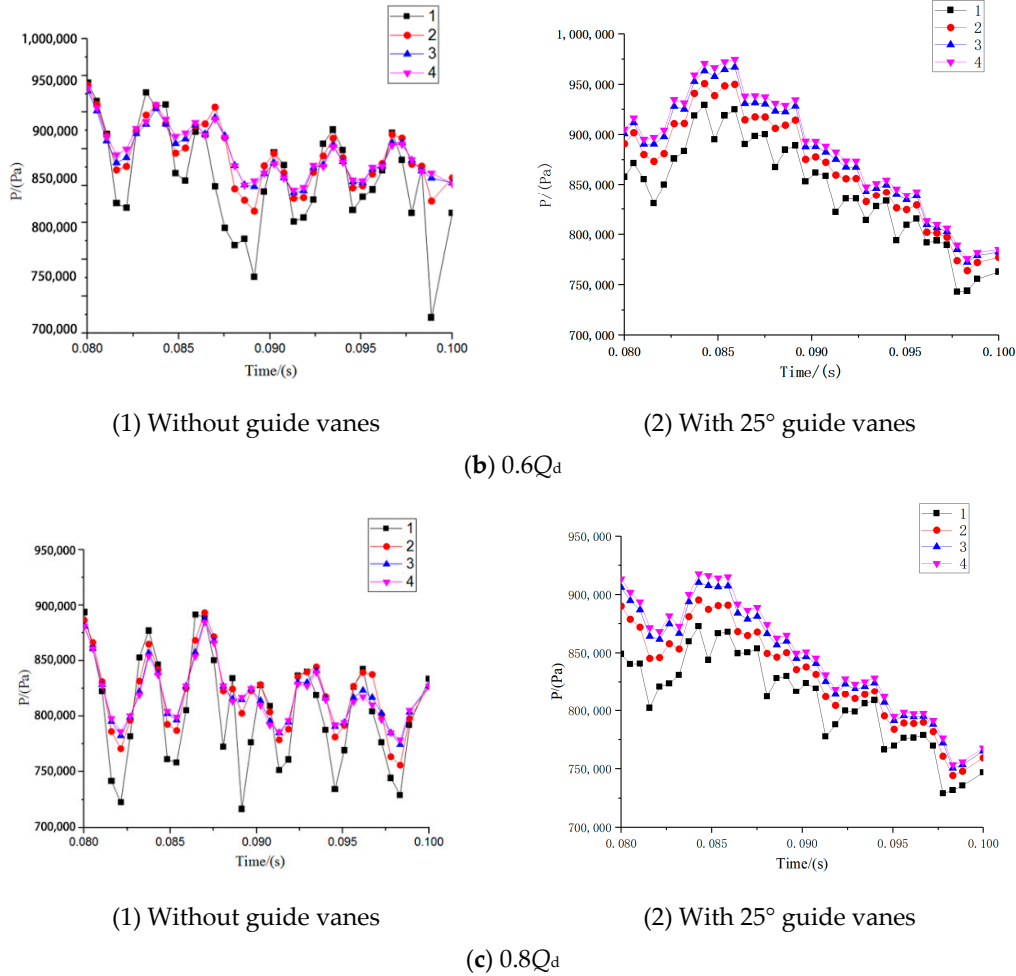 1,000,000
950,000
900,000
850,000
800,000
750,000
700,000
P/(Pa)
0.080 0.085 0.090 0.095 0.100
Time/(s)
1
2
3
4
(1) Without guide vanes
1, 000, 000
950, 000
900, 000
850, 000
800, 000
750, 000
700, 000
P/(Pa)
0.080 0.085 0.090 0.095 0.100
Time/(s)
1
2
3
4
(2) With 25° guide vanes
(b) 0.6Qd
950,000
900,000
850,000
800,000
750,000
700,000
P/(Pa)
0.080 0.085 0.090 0.095 0.100
Time/(s)
1
2
3
4
(1) Without guide vanes
950, 000
900, 000
850, 000
800, 000
750, 000
700, 000
P/(Pa)
0.080 0.085 0.090 0.095 0.100
Time/(s)
1
2
3
4
(2) With 25° guide vanes
(c) 0.8Qd